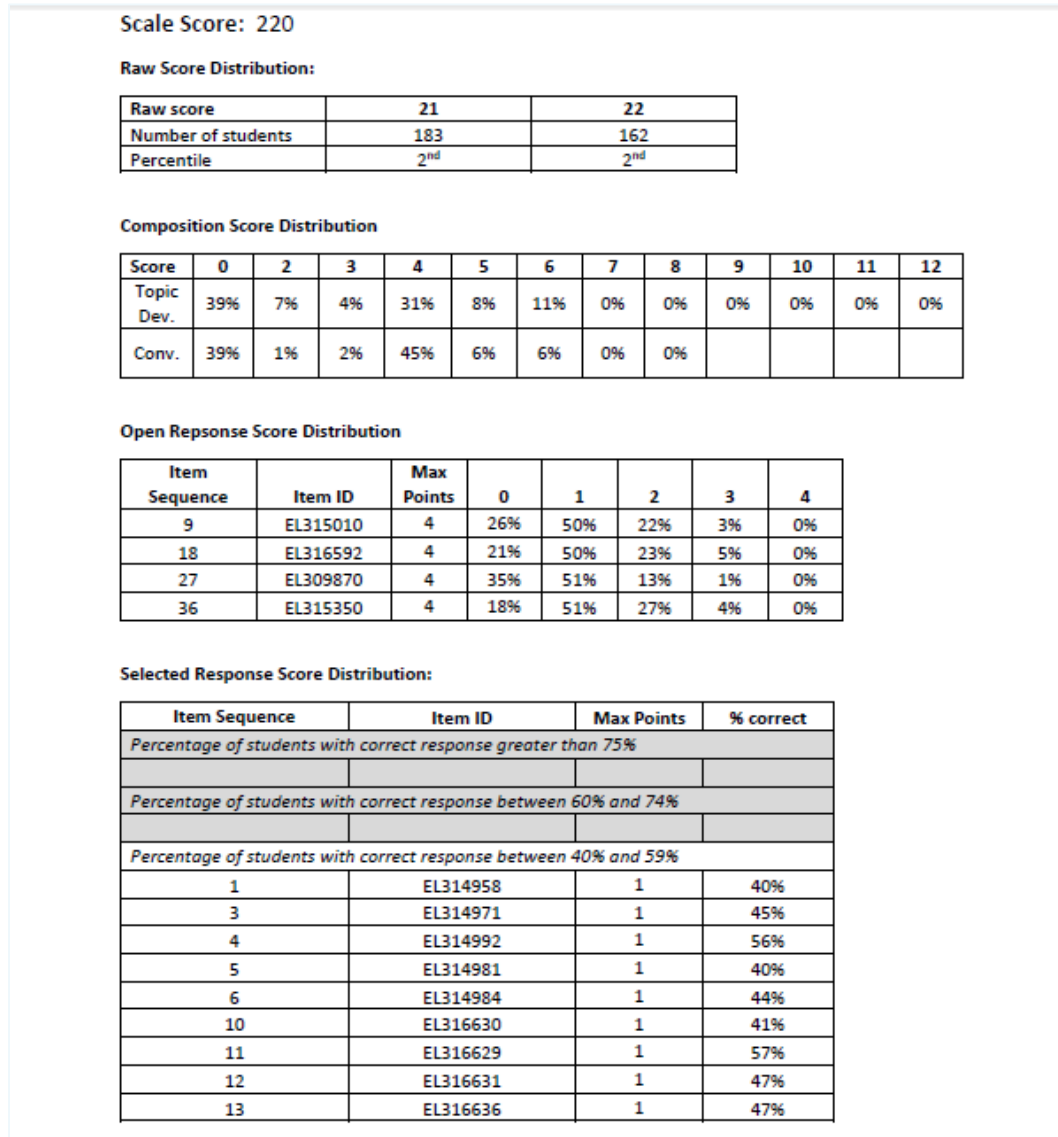 Scale Score: 220
Raw Score Distribution:
Raw score 21 22
Number of students 183 162
Percentile 2nd 2nd
Composition Score Distribution
Score 0 2 3 4 5 6 7 8 9 10 11 12
Topic Dev. 39% 7% 4% 31% 8% 11% 0% 0% 0% 0% 0% 0%
Conv. 39% 1% 2% 45% 6% 6% 0% 0%
Open Repsonse Score Distribution
Item Sequence Item ID Max Points 0 1 2 3 4
9 EL315010 4 26% 50% 22% 3% 0%
18 EL316592 4 21% 50% 23% 5% 0%
27 EL309870 4 35% 51% 13% 1% 0%
36 EL315350 4 18% 51% 27% 4% 0%
Selected Response Score Distribution:
Item Sequence Item ID Max Points % correct
Percentage of students with correct response greater than 75%
Percentage of students with correct response between 60% and 74%
Percentage of students with correct response between 40% and 59%
1 EL314958 1 40%
3 EL314971 1 45%
4 EL314992 1 56%
5 EL314981 1 40%
6 EL314984 1 44%
10 EL316630 1 41%
11 EL316629 1 57%
12 EL316631 1 47%
13 EL316636 1 47%